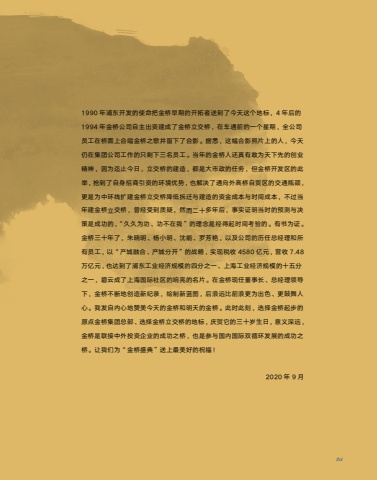 1990 年浦东开发的使命把金桥早期的开拓者送到了今天这个地标，4 年后的
1994 年金桥公司自主出资建成了金桥立交桥，在车通前的一个星期，全公司
员工在桥面上合唱金桥之歌并留下了合影。据悉，这幅合影照片上的人，今天
仍在集团公司工作的只剩下三名员工。当年的金桥人还真有敢为天下先的创业
精神，因为迄止今日，立交桥的建造，都是大市政的任务，但金桥开发区的此
举，抢到了自身招商引资的环境优势，也解决了通向外高桥自贸区的交通瓶颈，
更是为中环线扩建金桥立交桥降低拆迁与建造的资金成本与时间成本，不过当
年建金桥立交桥，曾经受到质疑，然而二十多年后，事实证明当时的预测与决
策是成功的，“久久为功、功不在我”的理念是经得起时间考验的。有书为证。
金桥三十年了，朱晓明、杨小明、沈能、罗芳艳，以及公司的历任总经理和所
有员工，以“产城融合、产城分开”的战略，实现税收 4580 亿元，营收 7.48
万亿元，也达到了浦东工业经济规模的四分之一、上海工业经济规模的十五分
之一，碧云成了上海国际社区的响亮的名片。在金桥现任董事长、总经理领导
下，金桥不断地创造新纪录，绘制新蓝图，后浪远比前浪更为出色、更鼓舞人
心。我发自内心地赞美今天的金桥和明天的金桥。此时此刻，选择金桥起步的
原点金桥集团总部、选择金桥立交桥的地标，庆贺它的三十岁生日，意义深远，
金桥是联接中外投资企业的成功之桥，也是参与国内国际双循环发展的成功之
桥。让我们为“金桥盛典”送上最美好的祝福！
2020 年 9 月